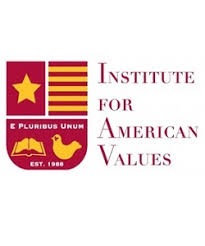 E PLURIBUS UNUM
EST. 1988
INSTITUTE
FOR
AMERICAN
VALUES